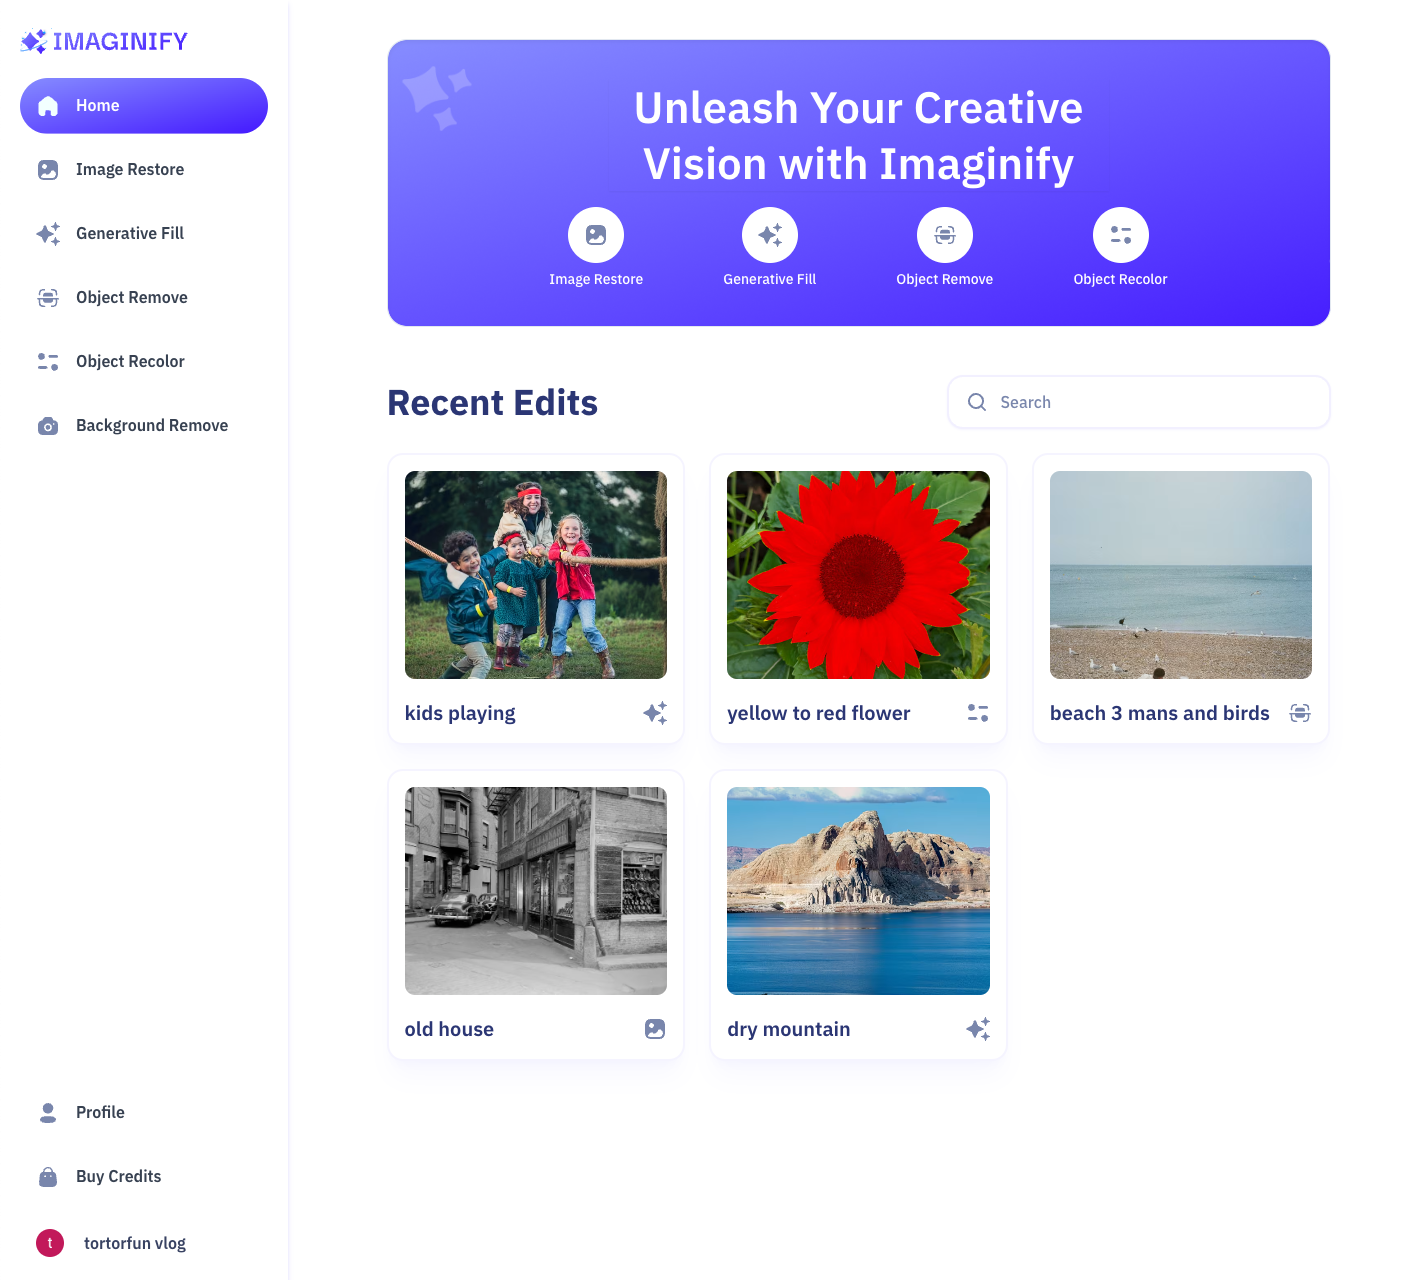 IMAGINIFY
Home
Image Restore
Generative Fill
Object Remove
Object Recolor
Background Remove
Profile
Buy Credits
t
tortorfun vlog
Unleash Your Creative
Vision with Imaginify
Image Restore
Generative Fill
Object Remove
Object Recolor
Recent Edits
Search
kids playing
yellow to red flower
beach 3 mans and birds
old house
dry mountain